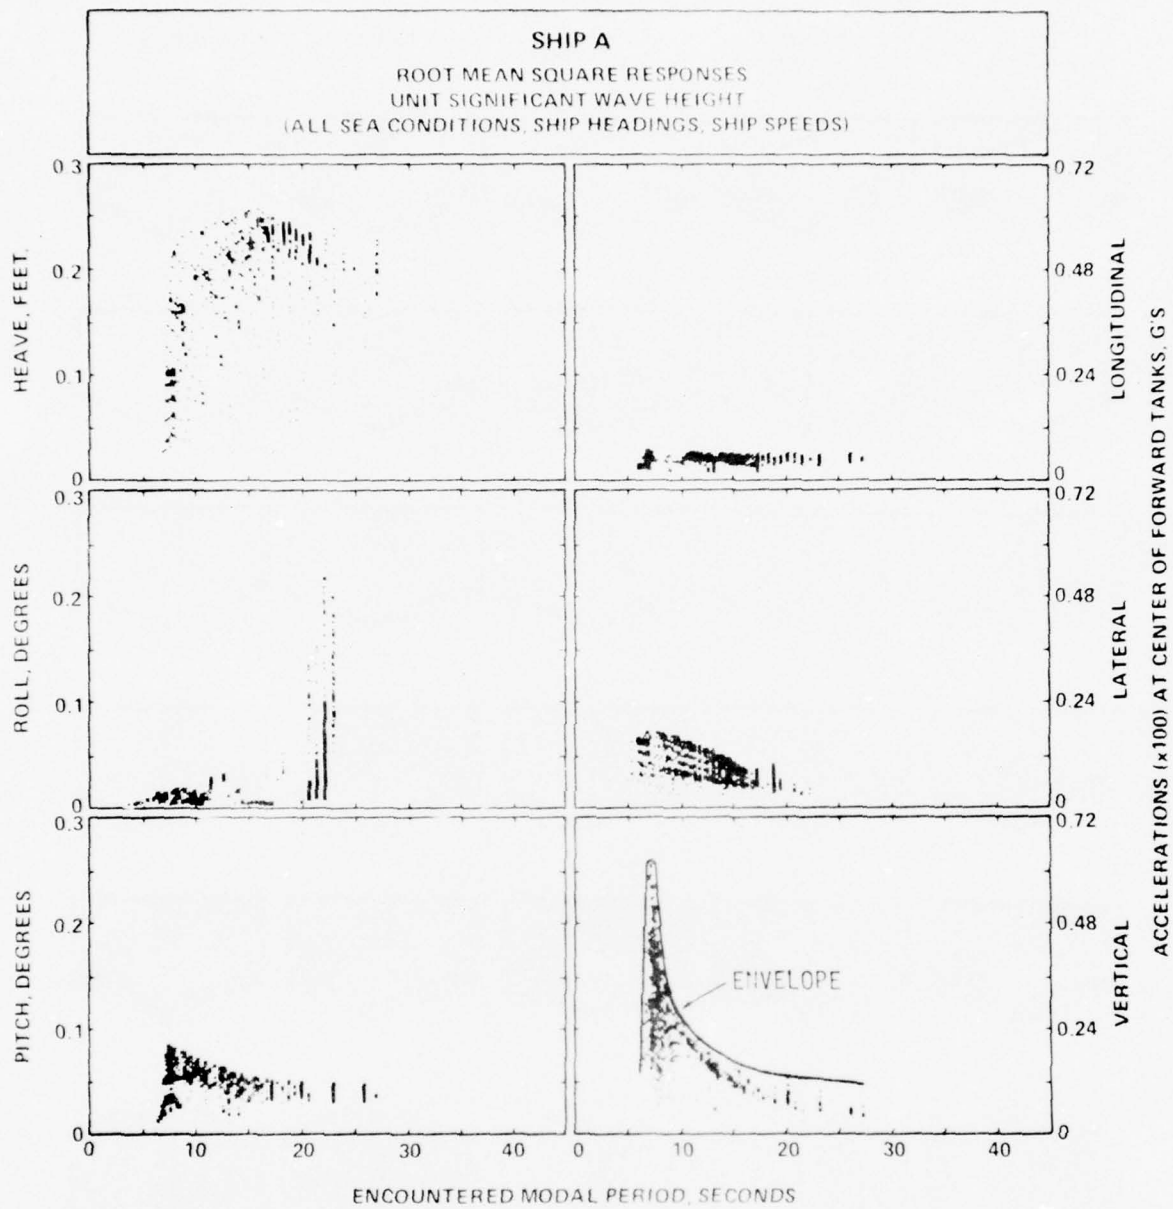 SHIP A
ROOT MEAN SQUARE RESPONSES
UNIT SIGNIFICANT WAVE HEIGHT
(ALL SEA CONDITIONS, SHIP HEADINGS, SHIP SPEEDS)
HEAVE, FEET,
0.3
0.2
0.1
0
0.72
0.48
0.24
0
LONGITUDINAL
ROLL, DEGREES
0.3
0.2
0.1
0
0.72
0.48
0.24
0
LATERAL
PITCH, DEGREES
0.3
0.2
0.1
0
ENVELOPE
0.72
0.48
0.24
0
VERTICAL
ACCELERATIONS (x100) AT CENTER OF FORWARD TANKS, G'S
0 10 20 30 40 0 10 20 30 40
ENCOUNTERED MODAL PERIOD, SECONDS